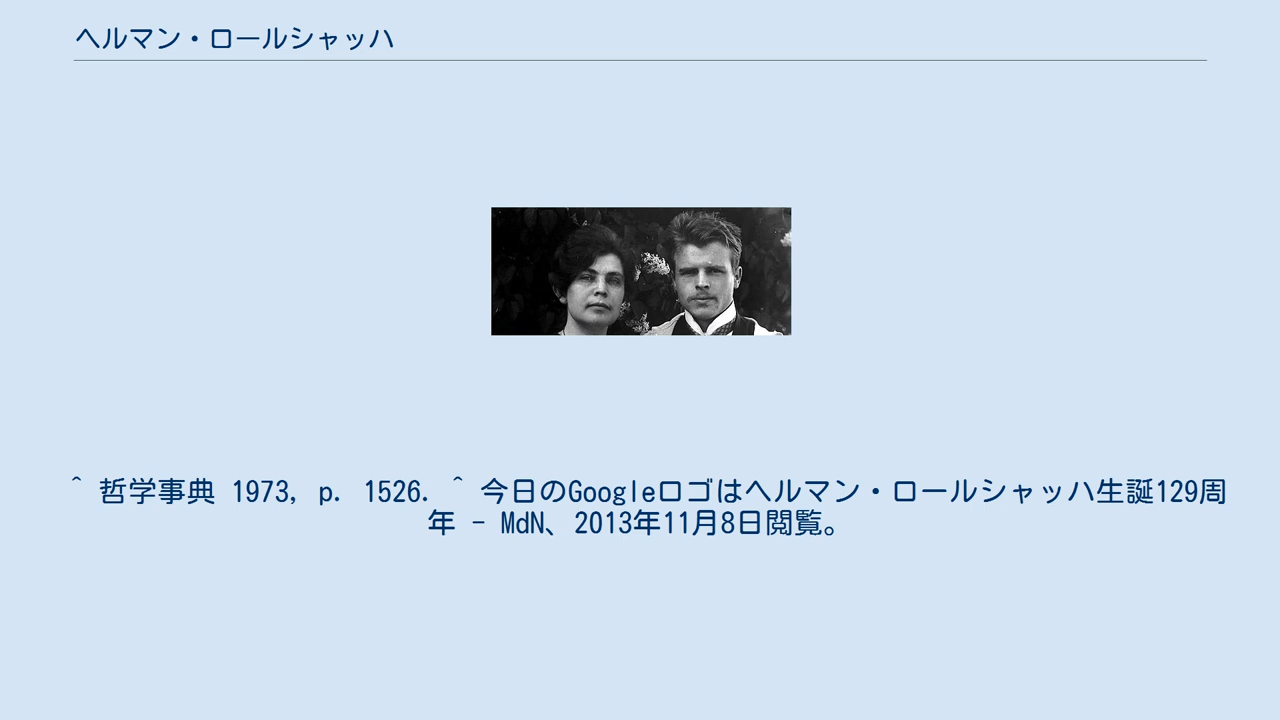 ヘルマン・ロールシャッハ
^ 哲学事典 1973, p. 1526. ^ 今日のGoogleロゴはヘルマン・ロールシャッハ生誕129周
年 - MdN、2013年11月8日閲覧。